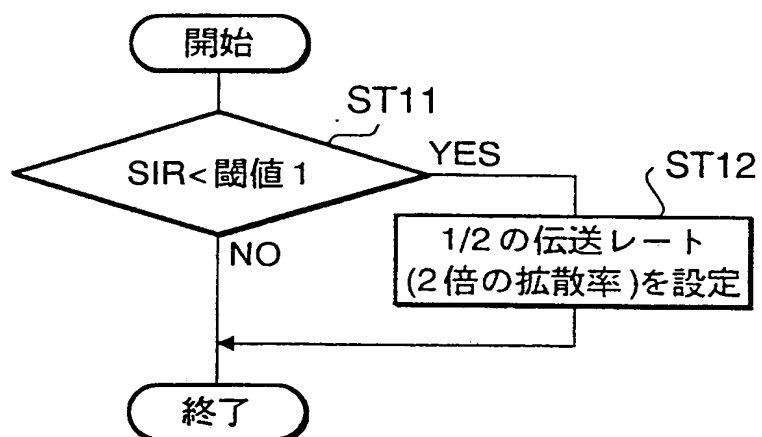 開始
ST11
SIR<閾値1
YES
ST12
1/2の伝送レート
(2倍の拡散率)を設定
NO
終了